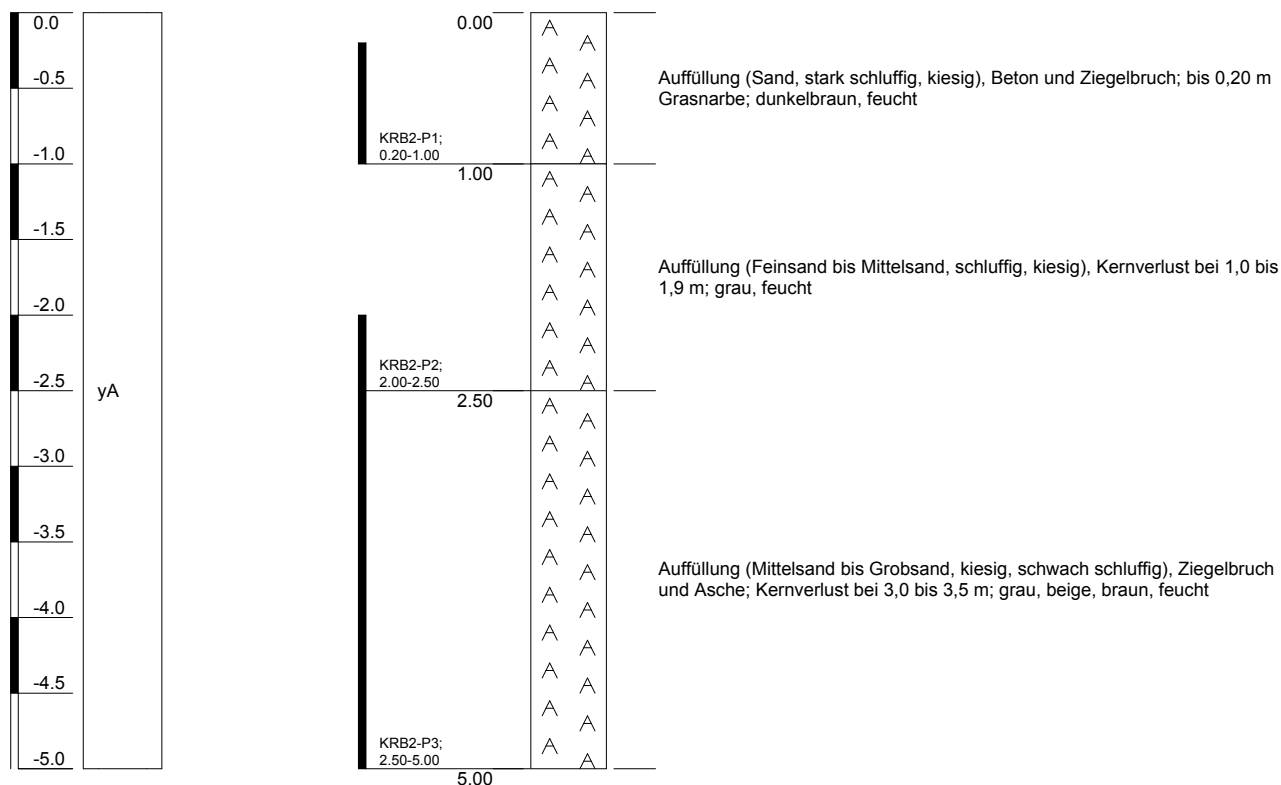 0.0
-0.5
-1.0
-1.5
-2.0
-2.5
-3.0
-3.5
-4.0
-4.5
-5.0
yA
KRB2-P1;
0.20-1.00
KRB2-P2;
2.00-2.50
KRB2-P3;
2.50-5.00
0.00
1.00
2.50
5.00
Auffüllung (Sand, stark schluffig, kiesig), Beton und Ziegelbruch; bis 0,20 m
Grasnarbe; dunkelbraun, feucht
Auffüllung (Feinsand bis Mittelsand, schluffig, kiesig), Kernverlust bei 1,0 bis
1,9 m; grau, feucht
Auffüllung (Mittelsand bis Grobsand, kiesig, schwach schluffig), Ziegelbruch
und Asche; Kernverlust bei 3,0 bis 3,5 m; grau, beige, braun, feucht